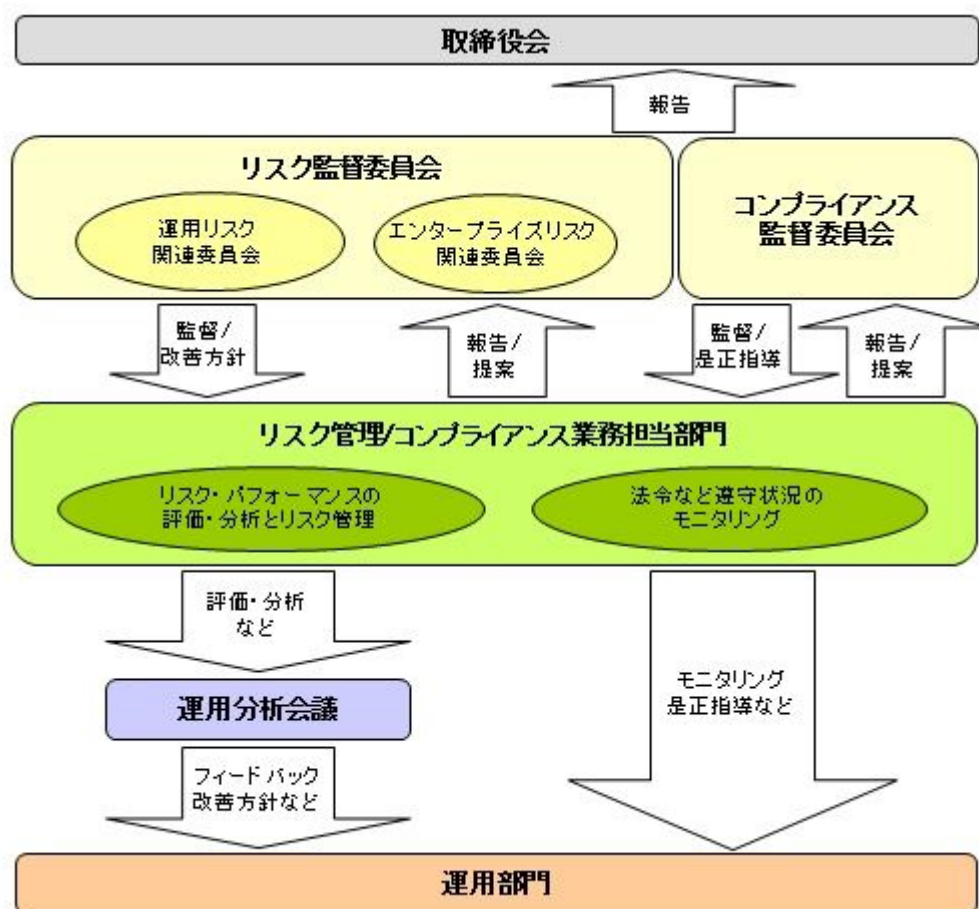 取締役会
報告
リスク監督委員会
運用リスク
関連委員会
エンタープライズリスク
関連委員会
コンプライアンス
監督委員会
監督/
改善方針
報告/
提案
監督/
是正指導
報告/
提案
リスク管理/コンプライアンス業務担当部門
リスク・パフォーマンスの
評価・分析とリスク管理
法令など遵守状況の
モニタリング
評価・分析
など
運用分析会議
モニタリング
是正指導など
フィードバック
改善方針など
運用部門